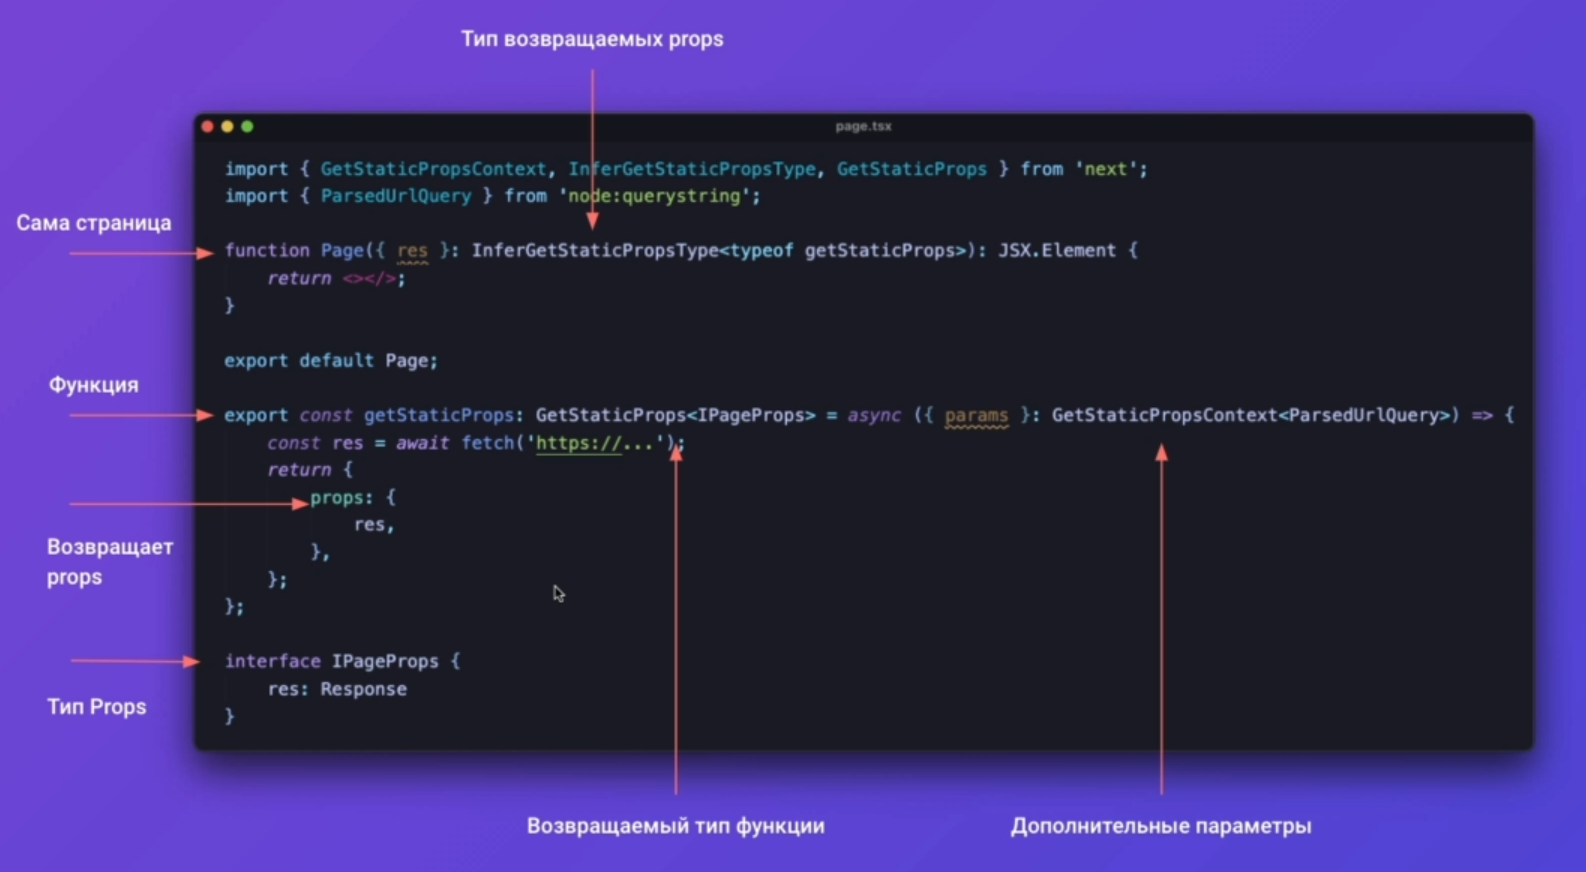 Тип возвращаемых props
page.tsx
import { GetStaticPropsContext, InferGetStaticPropsType, GetStaticProps } from 'next';
import { ParsedUrlQuery } from 'node:querystring';
Сама страница
function Page({ res }: InferGetStaticPropsType<typeof getStaticProps>): JSX.Element {
return <></>;
}
export default Page;
Функция
export const getStaticProps: GetStaticProps<IPageProps> = async ({ params }: GetStaticPropsContext<ParsedUrlQuery>) => {
const res = await fetch('https://...');
return {
props: {
res,
},
};
};
Возвращает
props
interface IPageProps {
res: Response
}
Тип Props
Возвращаемый тип функции
Дополнительные параметры